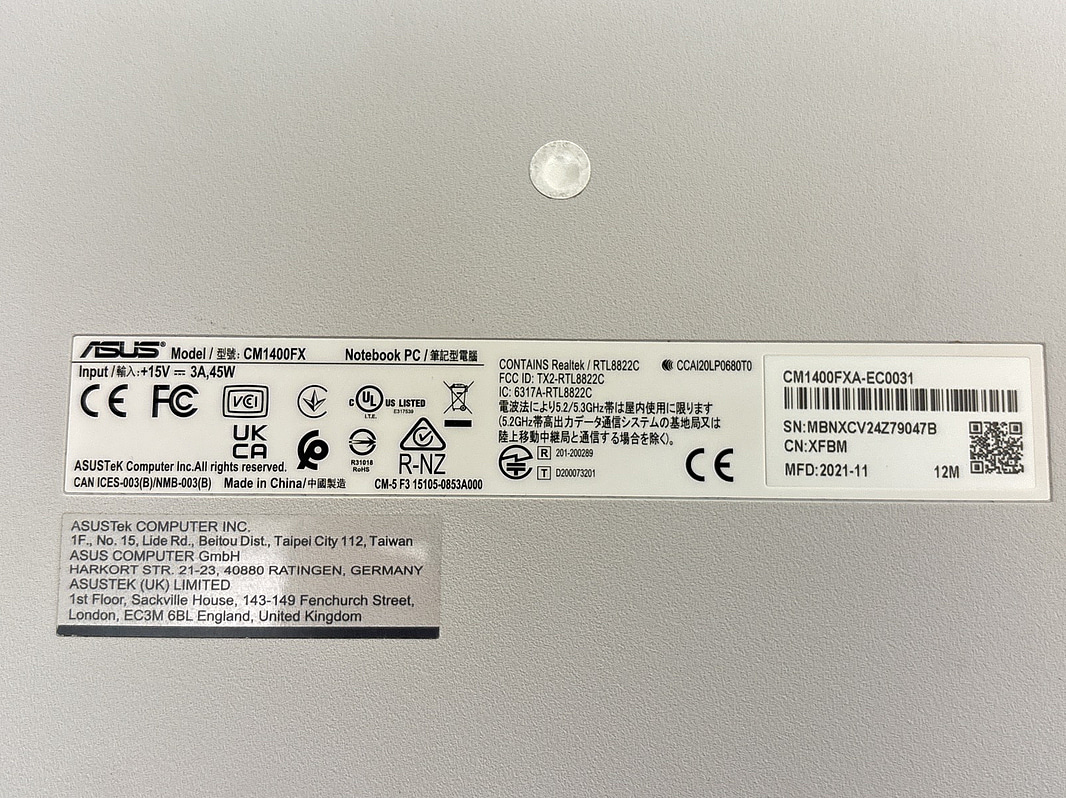 ASUS® Model / 型號: CM1400FX Notebook PC / 筆記型電腦
Input / 輸入: +15V ⎓ 3A,45W
CE FC VCI c UL US LISTED
I.T.E. E317539
UK
CA
R31018
RoHS
R-NZ
ASUSTeK Computer Inc.All rights reserved.
CAN ICES-003(B)/NMB-003(B) Made in China/中國製造 CM-5 F3 15105-0853A000
CONTAINS Realtek / RTL8822C CCAI20LP0680T0
FCC ID: TX2-RTL8822C
IC: 6317A-RTL8822C
電波法により5.2/5.3GHz帯は屋内使用に限ります
(5.2GHz帯高出力データ通信システムの基地局又は
陸上移動中継局と通信する場合を除く)。
R 201-200289
T D200073201
CE
CM1400FXA-EC0031
SN:MBNXCV24Z79047B
CN:XFBM
MFD:2021-11 12M
ASUSTek COMPUTER INC.
1F., No. 15, Lide Rd., Beitou Dist., Taipei City 112, Taiwan
ASUS COMPUTER GmbH
HARKORT STR. 21-23, 40880 RATINGEN, GERMANY
ASUSTEK (UK) LIMITED
1st Floor, Sackville House, 143-149 Fenchurch Street,
London, EC3M 6BL England, United Kingdom